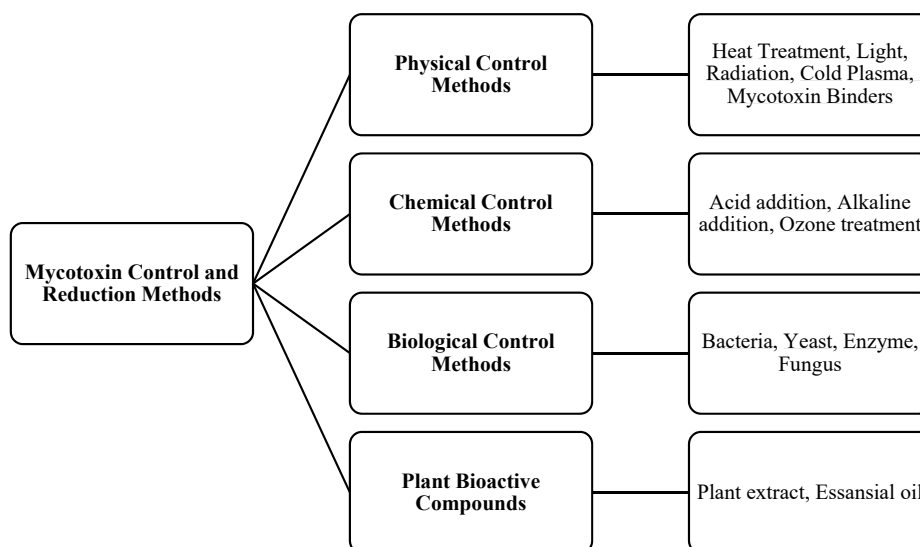 Physical Control
Methods
Heat Treatment, Light,
Radiation, Cold Plasma,
Mycotoxin Binders
Chemical Control
Methods
Acid addition, Alkaline
addition, Ozone treatment
Mycotoxin Control and
Reduction Methods
Biological Control
Methods
Bacteria, Yeast, Enzyme,
Fungus
Plant Bioactive
Compounds
Plant extract, Essansial oil